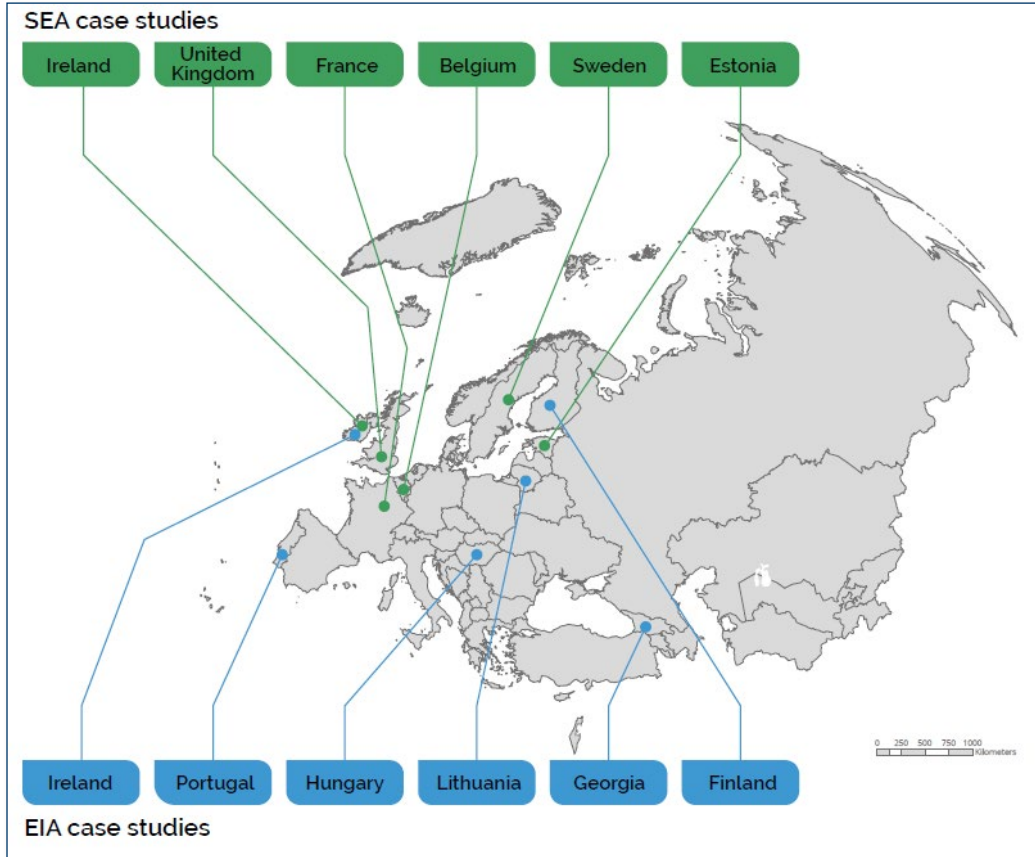 SEA case studies
Ireland
United
Kingdom
France
Belgium
Sweden
Estonia
0 250 500 750 1000
Kilometers
Ireland
Portugal
Hungary
Lithuania
Georgia
Finland
EIA case studies